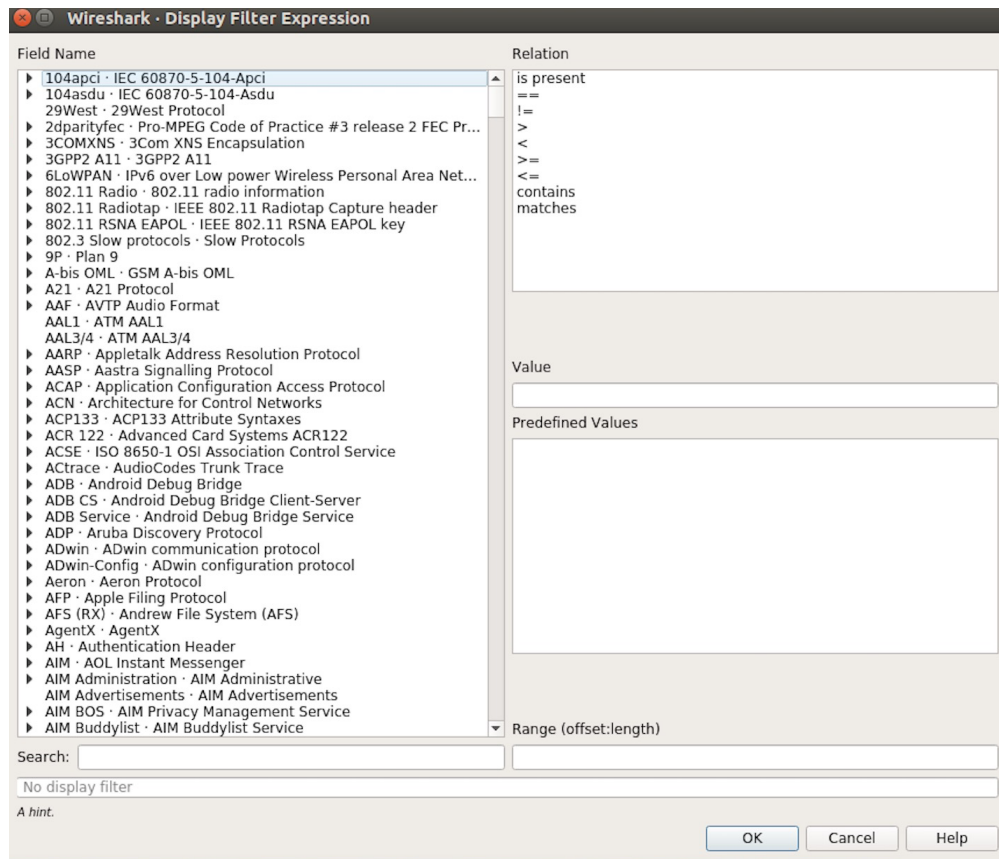 Wireshark · Display Filter Expression
Field Name
104apci · IEC 60870-5-104-Apci
104asdu · IEC 60870-5-104-Asdu
29West · 29West Protocol
2dparityfec · Pro-MPEG Code of Practice #3 release 2 FEC Pr...
3COMXNS · 3Com XNS Encapsulation
3GPP2 A11 · 3GPP2 A11
6LoWPAN · IPv6 over Low power Wireless Personal Area Net...
802.11 Radio · 802.11 radio information
802.11 Radiotap · IEEE 802.11 Radiotap Capture header
802.11 RSNA EAPOL · IEEE 802.11 RSNA EAPOL key
802.3 Slow protocols · Slow Protocols
9P · Plan 9
A-bis OML · GSM A-bis OML
A21 · A21 Protocol
AAF · AVTP Audio Format
AAL1 · ATM AAL1
AAL3/4 · ATM AAL3/4
AARP · Appletalk Address Resolution Protocol
AASP · Aastra Signalling Protocol
ACAP · Application Configuration Access Protocol
ACN · Architecture for Control Networks
ACP133 · ACP133 Attribute Syntaxes
ACR 122 · Advanced Card Systems ACR122
ACSE · ISO 8650-1 OSI Association Control Service
ACtrace · AudioCodes Trunk Trace
ADB · Android Debug Bridge
ADB CS · Android Debug Bridge Client-Server
ADB Service · Android Debug Bridge Service
ADP · Aruba Discovery Protocol
ADwin · ADwin communication protocol
ADwin-Config · ADwin configuration protocol
Aeron · Aeron Protocol
AFP · Apple Filing Protocol
AFS (RX) · Andrew File System (AFS)
AgentX · AgentX
AH · Authentication Header
AIM · AOL Instant Messenger
AIM Administration · AIM Administrative
AIM Advertisements · AIM Advertisements
AIM BOS · AIM Privacy Management Service
AIM Buddylist · AIM Buddylist Service
Search:
Relation
is present
==
!=
>
<
>=
<=
contains
matches
Value
Predefined Values
Range (offset:length)
No display filter
A hint.
OK
Cancel
Help